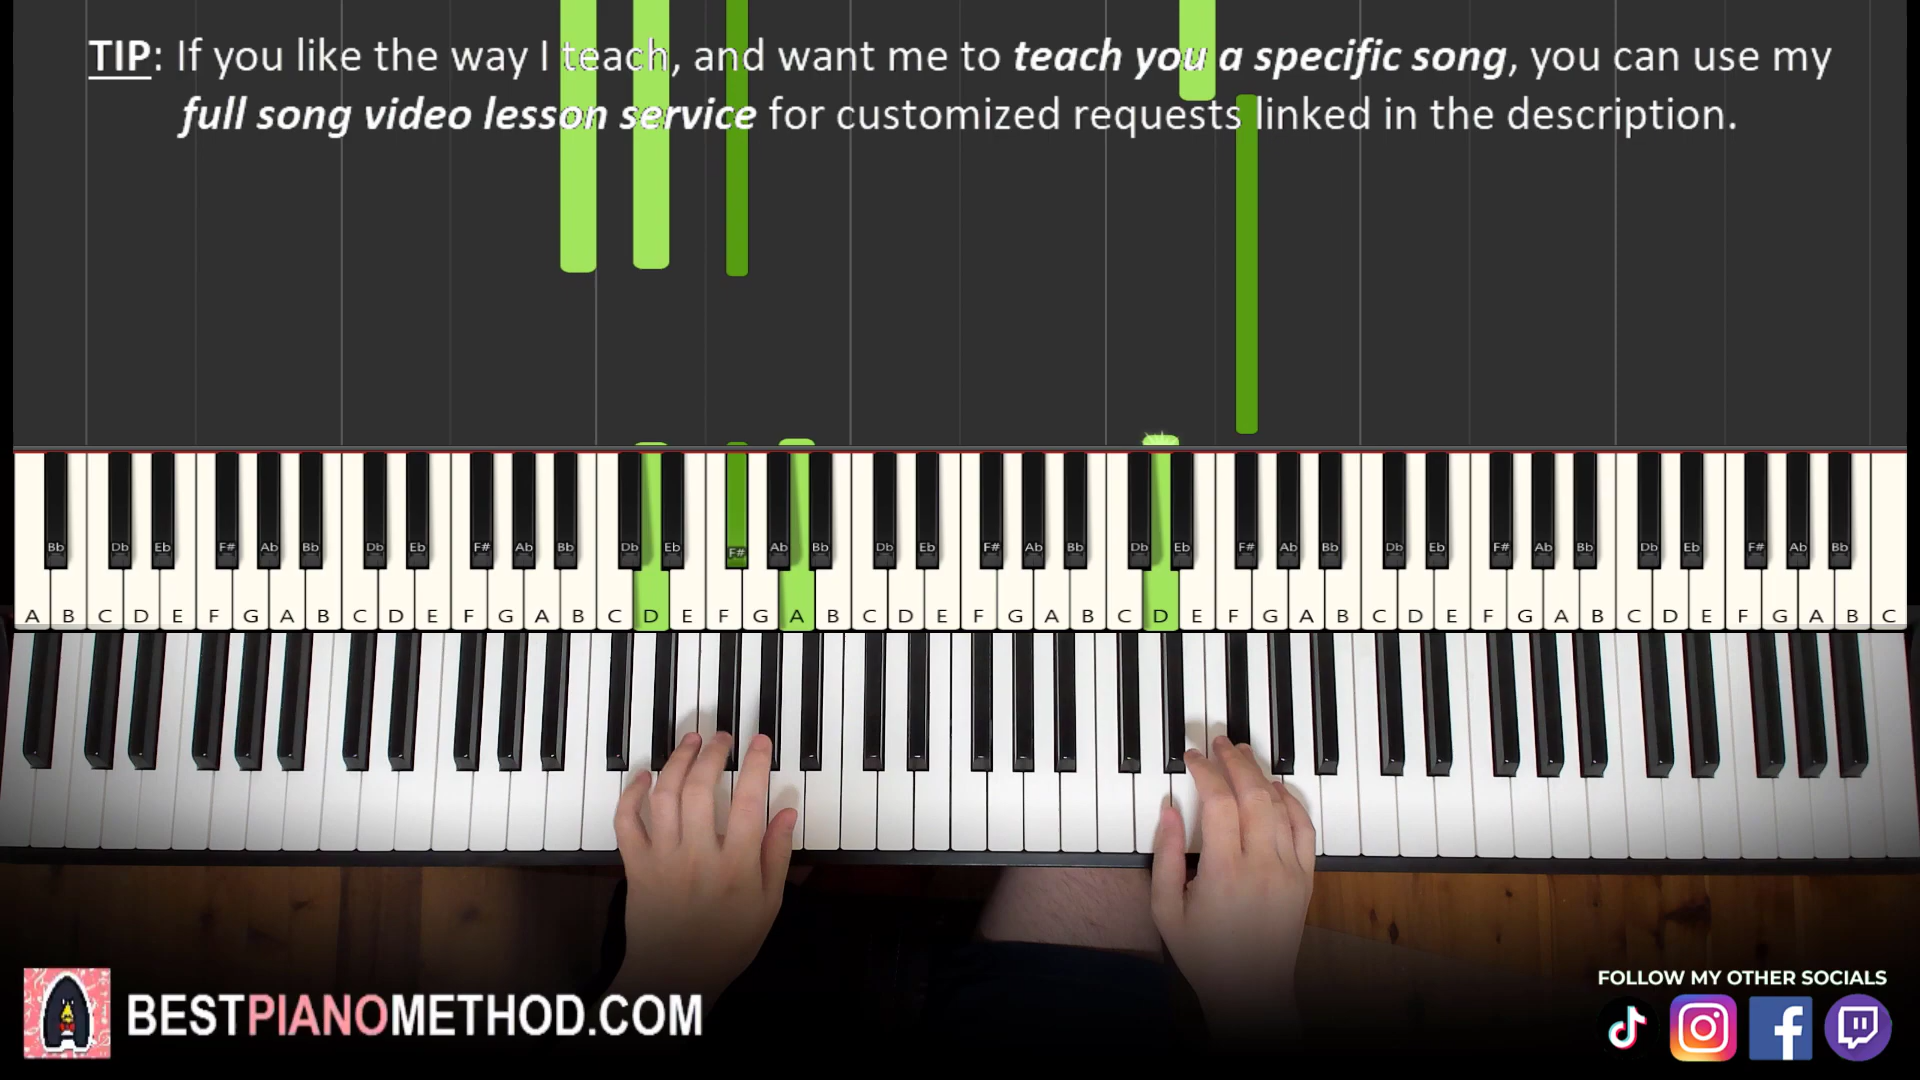 TIP: If you like the way I teach, and want me to teach you a specific song, you can use my
full song video lesson service for customized requests linked in the description.
Bb Db Eb F# Ab Bb Db Eb F# Ab Bb Db Eb F# Ab Bb Db Eb F# Ab Bb Db Eb F# Ab Bb Db Eb F# Ab Bb Db Eb F# Ab Bb
A B C D E F G A B C D E F G A B C D E F G A B C D E F G A B C D E F G A B C D E F G A B C D E F G A B C
FOLLOW MY OTHER SOCIALS
BESTPIANOMETHOD.COM